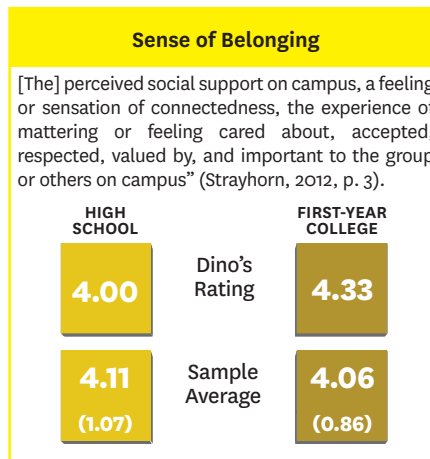 Sense of Belonging
[The] perceived social support on campus, a feeling
or sensation of connectedness, the experience of
mattering or feeling cared about, accepted,
respected, valued by, and important to the group
or others on campus” (Strayhorn, 2012, p. 3).
HIGH
SCHOOL
FIRST-YEAR
COLLEGE
4.00
Dino’s
Rating
4.33
4.11
(1.07)
Sample
Average
4.06
(0.86)